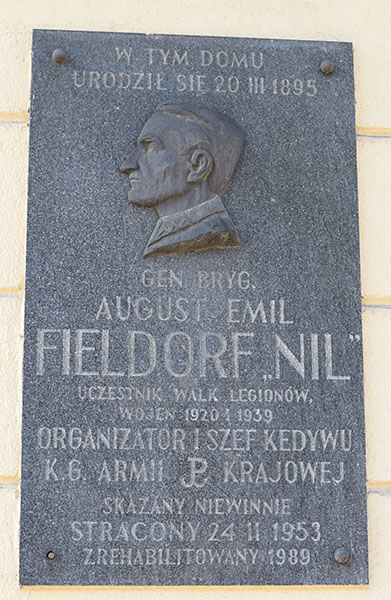 W TYM DOMU
URODZIŁ SIĘ 20 III 1895
GEN BRYG.
AUGUST EMIL
FIELDORF „NIL”
UCZESTNIK WALK LEGIONÓW,
WOJEN 1920 I 1939
ORGANIZATOR I SZEF KEDYWU
K.G. ARMII PW KRAJOWEJ
SKAZANY NIEWINNIE
STRACONY 24 II 1953
ZREHABILITOWANY 1989